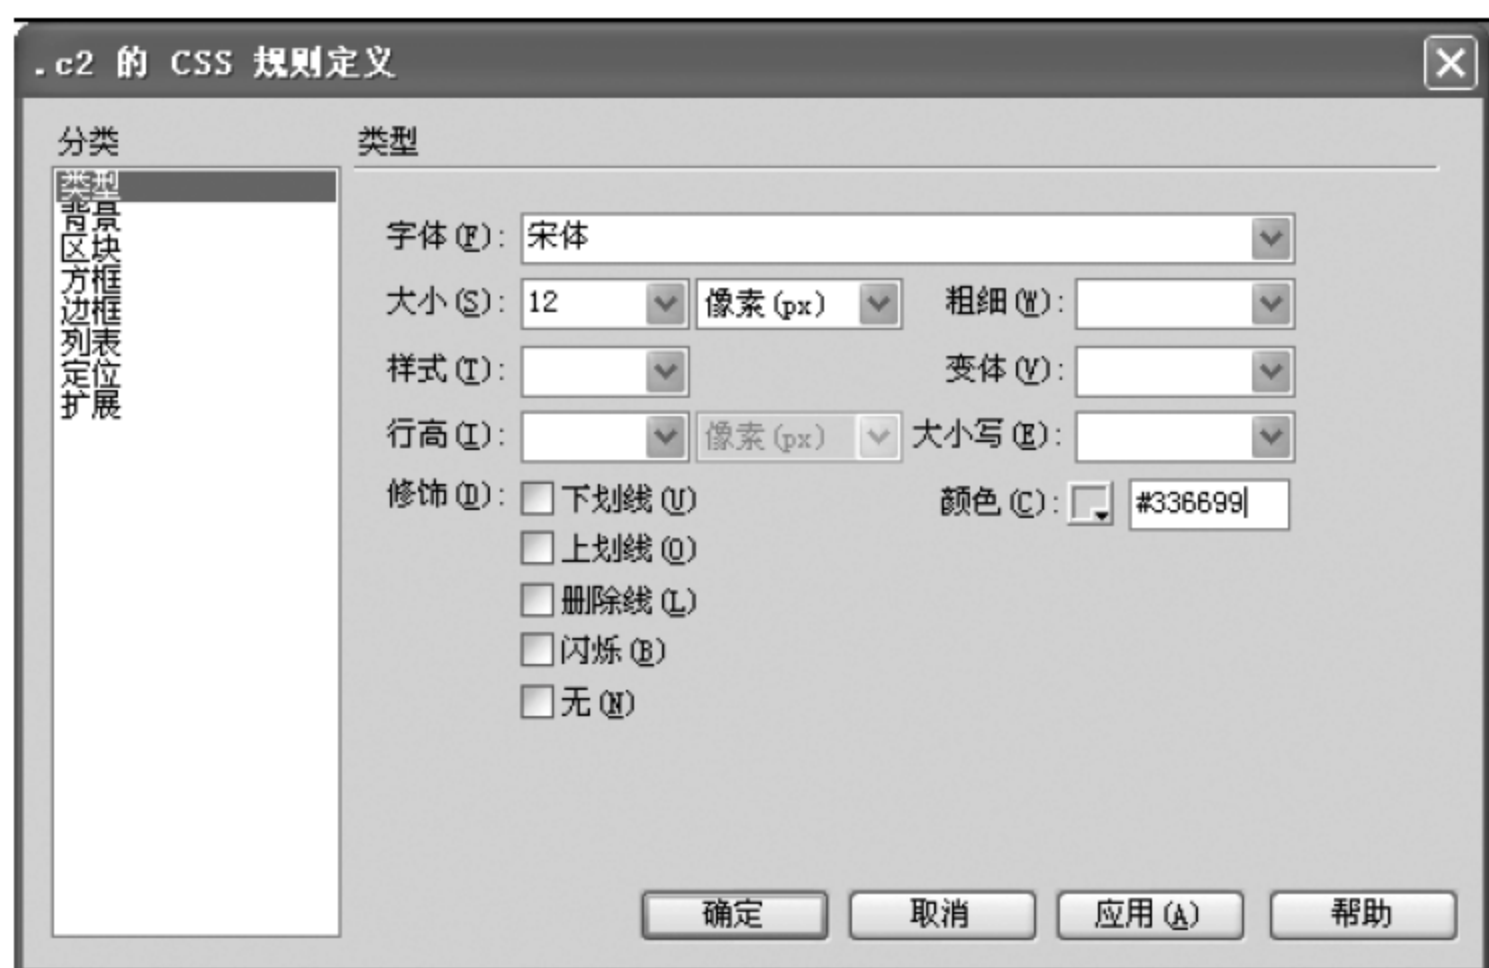 .c2 的 CSS 规则定义
分类
类型
背景
区块
方框
边框
列表
定位
扩展
类型
字体(F): 宋体
大小(S): 12 像素(px) 粗细(W):
样式(T): 变体(V):
行高(I): 像素(px) 大小写(E):
修饰(D): 下划线(U) 颜色(C): #336699
上划线(O)
删除线(L)
闪烁(B)
无(N)
确定 取消 应用(A) 帮助